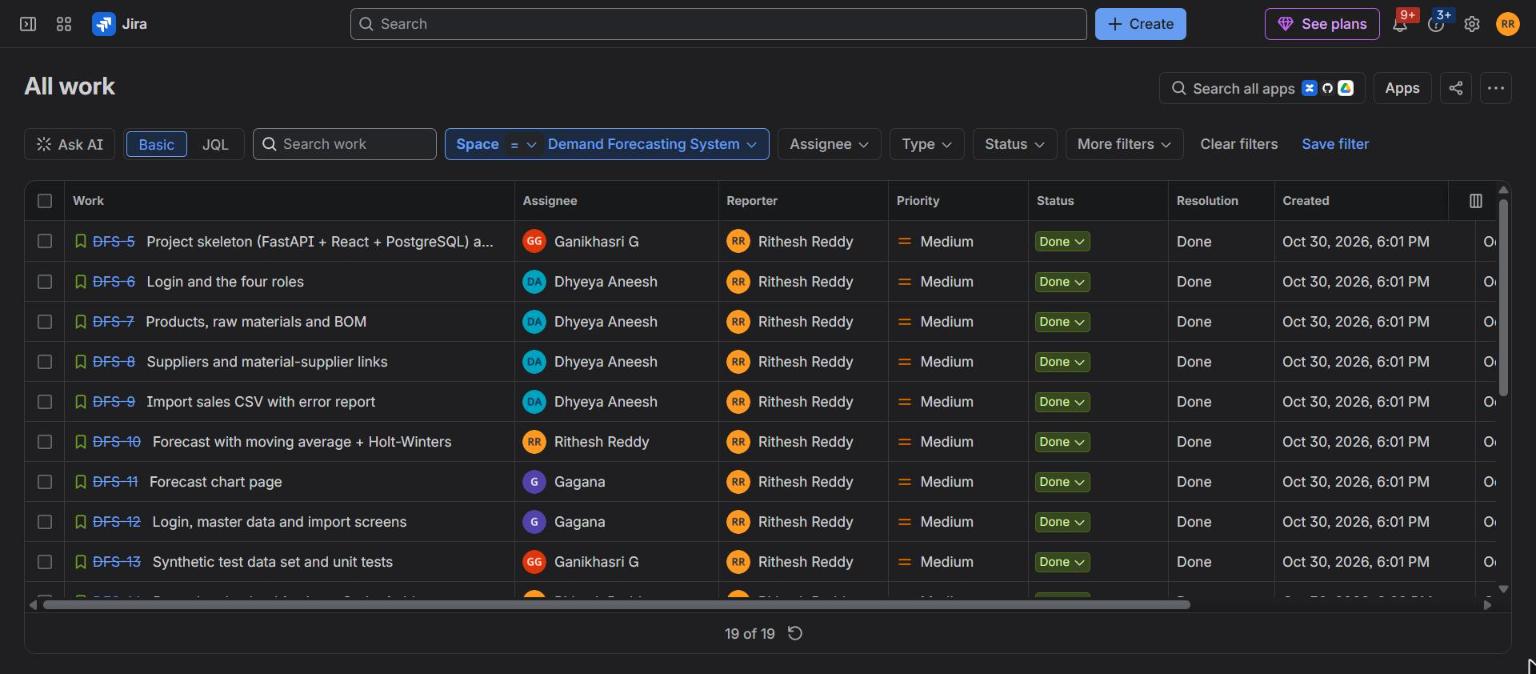 Jira Search + Create See plans 9+ 3+ RR
All work Search all apps Apps
Ask AI Basic JQL Search work Space = Demand Forecasting System Assignee Type Status More filters Clear filters Save filter
Work Assignee Reporter Priority Status Resolution Created
DFS-5 Project skeleton (FastAPI + React + PostgreSQL) a... GG Ganikhasri G RR Rithesh Reddy Medium Done Done Oct 30, 2026, 6:01 PM
DFS-6 Login and the four roles DA Dhyeya Aneesh RR Rithesh Reddy Medium Done Done Oct 30, 2026, 6:01 PM
DFS-7 Products, raw materials and BOM DA Dhyeya Aneesh RR Rithesh Reddy Medium Done Done Oct 30, 2026, 6:01 PM
DFS-8 Suppliers and material-supplier links DA Dhyeya Aneesh RR Rithesh Reddy Medium Done Done Oct 30, 2026, 6:01 PM
DFS-9 Import sales CSV with error report DA Dhyeya Aneesh RR Rithesh Reddy Medium Done Done Oct 30, 2026, 6:01 PM
DFS-10 Forecast with moving average + Holt-Winters RR Rithesh Reddy RR Rithesh Reddy Medium Done Done Oct 30, 2026, 6:01 PM
DFS-11 Forecast chart page G Gagana RR Rithesh Reddy Medium Done Done Oct 30, 2026, 6:01 PM
DFS-12 Login, master data and import screens G Gagana RR Rithesh Reddy Medium Done Done Oct 30, 2026, 6:01 PM
DFS-13 Synthetic test data set and unit tests GG Ganikhasri G RR Rithesh Reddy Medium Done Done Oct 30, 2026, 6:01 PM
19 of 19